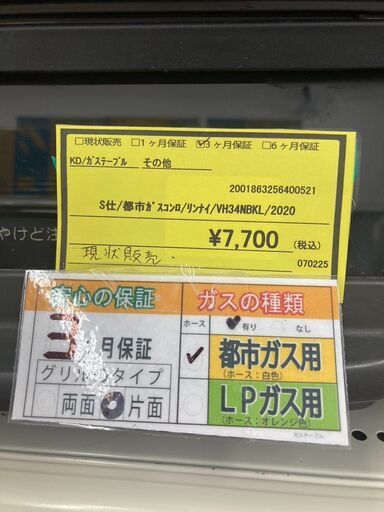 □現状販売 □1ヶ月保証 ☑3ヶ月保証 □6ヶ月保証
KD/ｶﾞｽﾃｰﾌﾞﾙ その他
2001863256400521
S仕/都市ｶﾞｽｺﾝﾛ/ﾘﾝﾅｲ/VH34NBKL/2020
¥7,700 (税込)
現状販売.
070225
やけど注
安心の保証
3ヶ月保証
グリルのタイプ
両面 片面
ガスの種類
ホース 有り なし
都市ガス用
(ホース:白色)
LPガス用
(ホース:オレンジ色)
ガステーブル